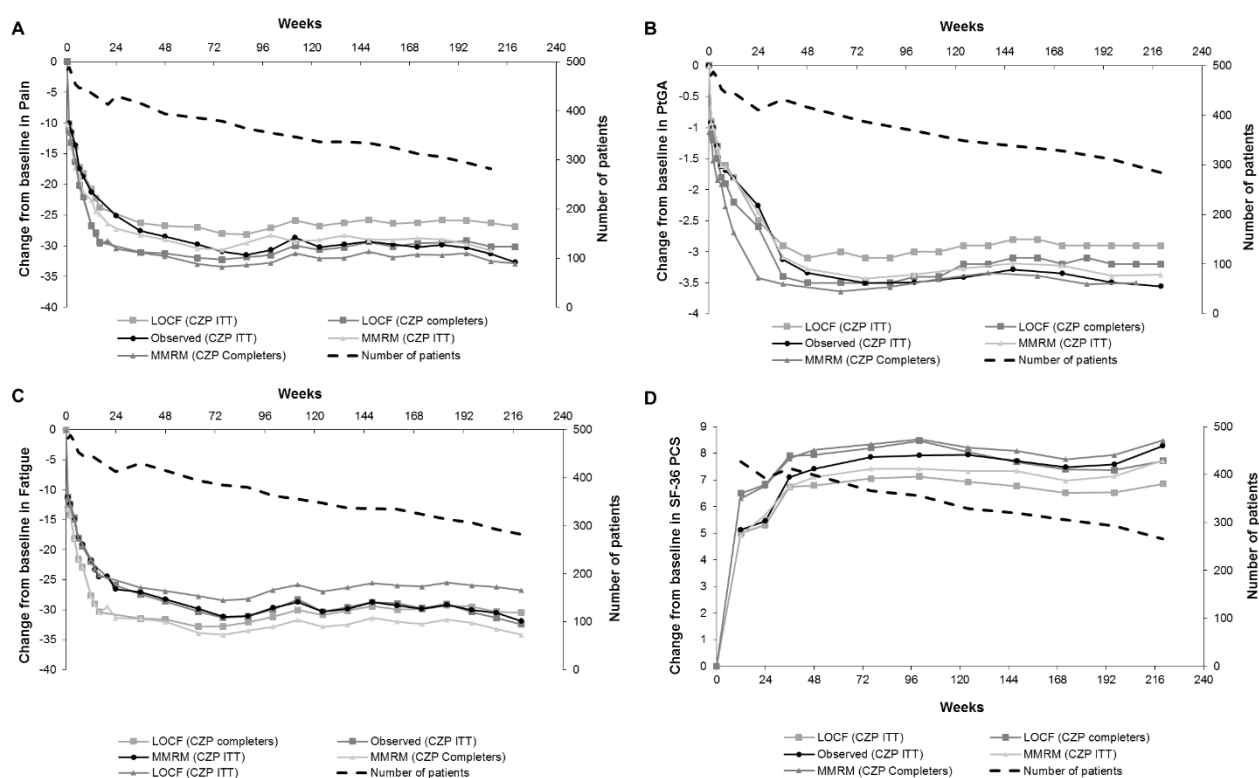 A
Weeks
0 24 48 72 96 120 144 168 192 216 240
Change from baseline in Pain
0
-5
-10
-15
-20
-25
-30
-35
-40
500
400
300
200
100
0
Number of patients
LOCF (CZP ITT) LOCF (CZP completers)
Observed (CZP ITT) MMRM (CZP ITT)
MMRM (CZP Completers) Number of patients
B
Weeks
0 24 48 72 96 120 144 168 192 216 240
Change from baseline in PtGA
0
-0.5
-1
-1.5
-2
-2.5
-3
-3.5
-4
500
400
300
200
100
0
Number of patients
LOCF (CZP ITT) LOCF (CZP completers)
Observed (CZP ITT) MMRM (CZP ITT)
MMRM (CZP Completers) Number of patients
C
Weeks
0 24 48 72 96 120 144 168 192 216 240
Change from baseline in Fatigue
0
-5
-10
-15
-20
-25
-30
-35
-40
500
400
300
200
100
0
Number of patients
LOCF (CZP completers) Observed (CZP ITT)
MMRM (CZP ITT) MMRM (CZP Completers)
LOCF (CZP ITT) Number of patients
D
Change from baseline in SF-36 PCS
9
8
7
6
5
4
3
2
1
0
500
400
300
200
100
0
Number of patients
0 24 48 72 96 120 144 168 192 216 240
Weeks
LOCF (CZP ITT) LOCF (CZP completers)
Observed (CZP ITT) MMRM (CZP ITT)
MMRM (CZP Completers) Number of patients